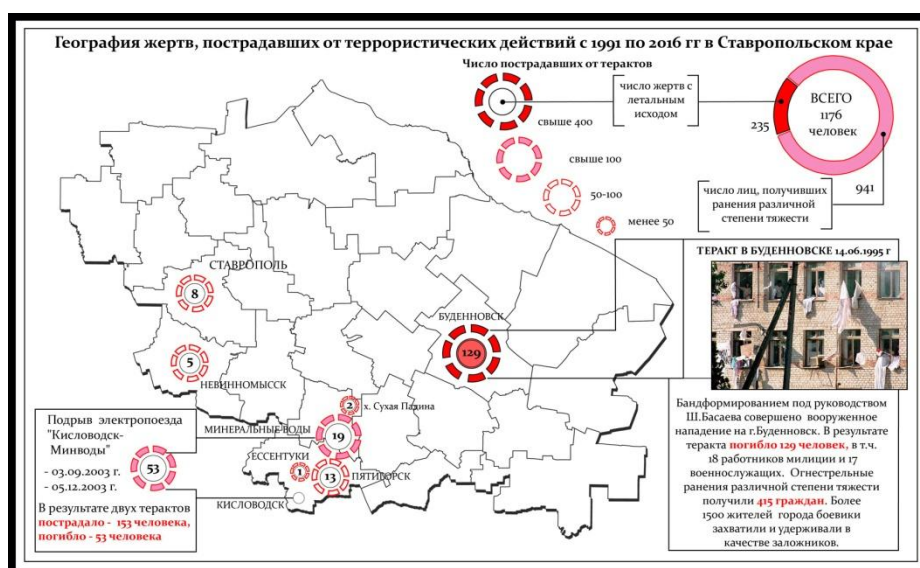 География жертв, пострадавших от террористических действий с 1991 по 2016 гг в Ставропольском крае
Число пострадавших от терактов
свыше 400
свыше 100
50-100
менее 50
число жертв с
летальным
исходом
ВСЕГО
1176
человек
235
941
число лиц, получивших
ранения различной
степени тяжести
СТАВРОПОЛЬ
8
5
НЕВИННОМЫССК
БУДЕННОВСК
129
2
х. Сухая Падина
МИНЕРАЛЬНЫЕ ВОДЫ
19
ЕССЕНТУКИ
1
13
ПЯТИГОРСК
КИСЛОВОДСК
Подрыв электропоезда
"Кисловодск-
Минводы"
- 03.09.2003 г.
- 05.12.2003 г.
53
В результате двух терактов
пострадало - 153 человека,
погибло - 53 человека
ТЕРАКТ В БУДЕННОВСКЕ 14.06.1995 г
Бандформированием под руководством
Ш.Басаева совершено вооруженное
нападение на г.Буденновск. В результате
теракта погибло 129 человек, в т.ч.
18 работников милиции и 17
военнослужащих. Огнестрельные
ранения различной степени тяжести
получили 415 граждан. Более
1500 жителей города боевики
захватили и удерживали в
качестве заложников.